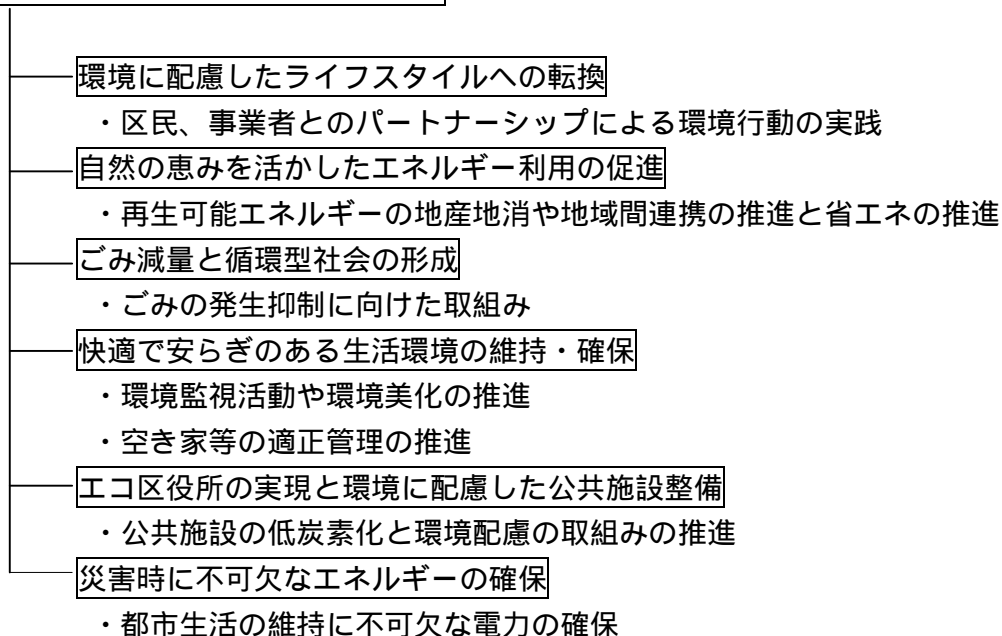 環境に配慮したライフスタイルへの転換
・区民、事業者とのパートナーシップによる環境行動の実践
自然の恵みを活かしたエネルギー利用の促進
・再生可能エネルギーの地産地消や地域間連携の推進と省エネの推進
ごみ減量と循環型社会の形成
・ごみの発生抑制に向けた取組み
快適で安らぎのある生活環境の維持・確保
・環境監視活動や環境美化の推進
・空き家等の適正管理の推進
エコ区役所の実現と環境に配慮した公共施設整備
・公共施設の低炭素化と環境配慮の取組みの推進
災害時に不可欠なエネルギーの確保
・都市生活の維持に不可欠な電力の確保